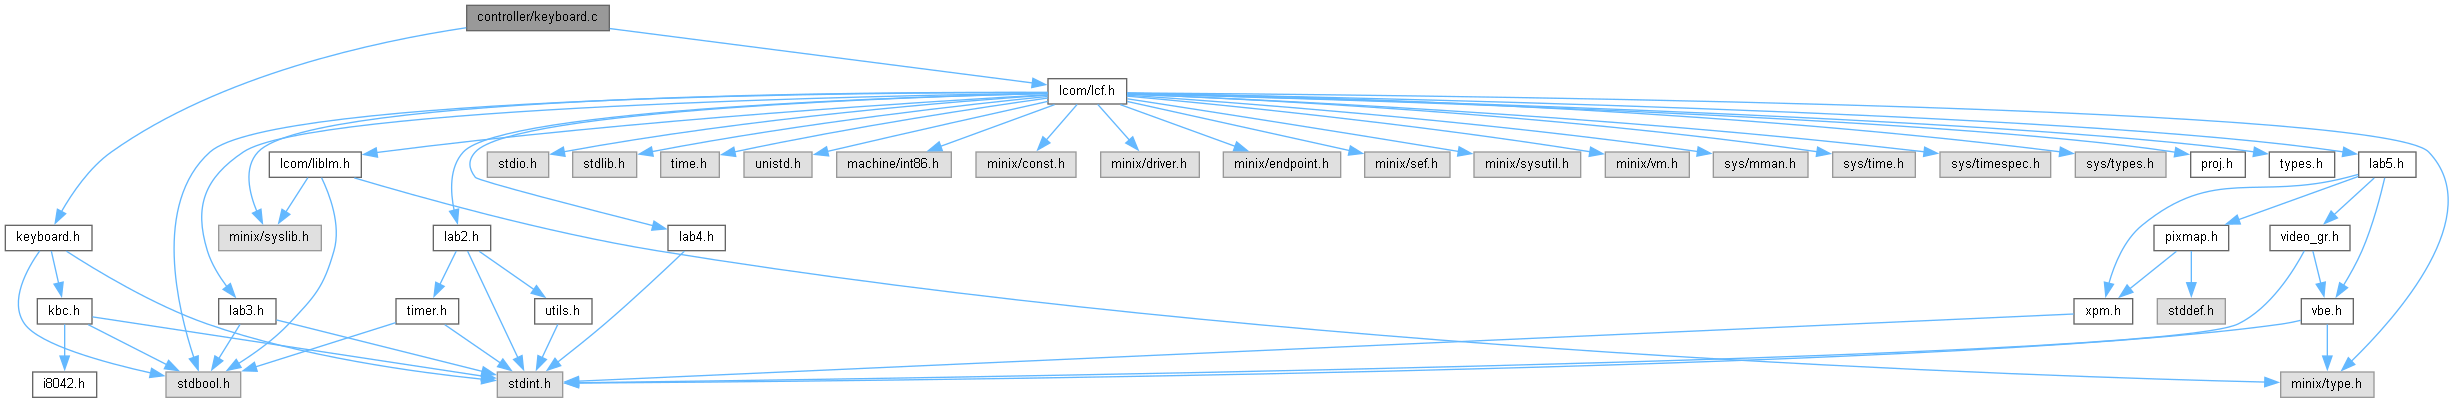 controller/keyboard.c
lcom/lcf.h
lcom/liblm.h
stdio.h
stdlib.h
time.h
unistd.h
machine/int86.h
minix/const.h
minix/driver.h
minix/endpoint.h
minix/sef.h
minix/sysutil.h
minix/vm.h
sys/mman.h
sys/time.h
sys/timespec.h
sys/types.h
proj.h
types.h
lab5.h
keyboard.h
minix/syslib.h
lab2.h
lab4.h
pixmap.h
video_gr.h
kbc.h
lab3.h
timer.h
utils.h
xpm.h
stddef.h
vbe.h
i8042.h
stdbool.h
stdint.h
minix/type.h